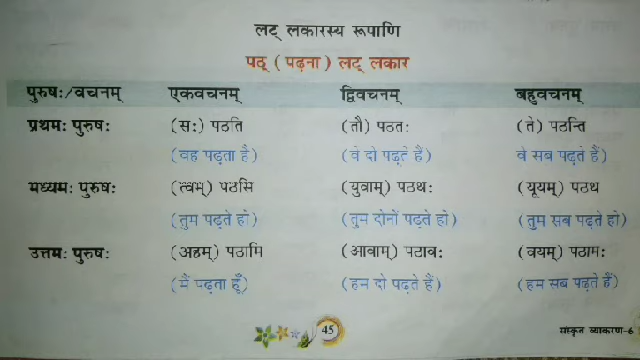 लट् लकारस्य रूपाणि
पठ् (पढ़ना) लट् लकार
पुरुषः/वचनम् एकवचनम् द्विवचनम् बहुवचनम्
प्रथमः पुरुषः (सः) पठति (तौ) पठतः (ते) पठन्ति
(वह पढ़ता है) (वे दो पढ़ते हैं) वे सब पढ़ते हैं)
मध्यमः पुरुषः (त्वम्) पठसि (युवाम्) पठथः (यूयम्) पठथ
(तुम पढ़ते हो) (तुम दोनों पढ़ते हो) (तुम सब पढ़ते हो)
उत्तमः पुरुषः (अहम्) पठामि (आवाम्) पठावः (वयम्) पठामः
(मैं पढ़ता हूँ) (हम दो पढ़ते हैं) (हम सब पढ़ते हैं)
45 संस्कृत व्याकरण-6